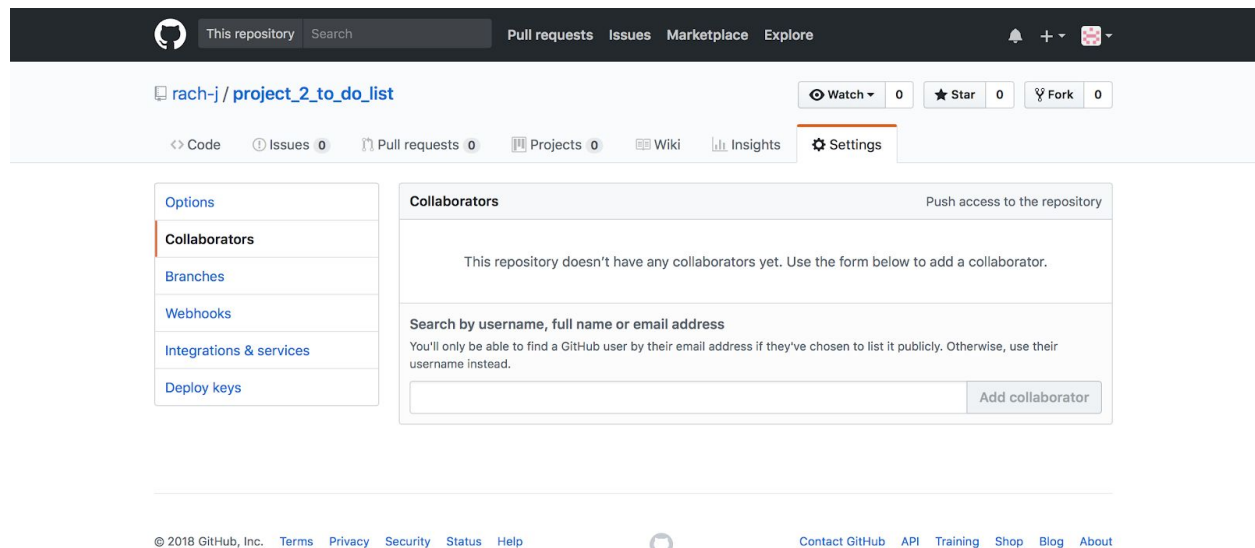 This repository Search Pull requests Issues Marketplace Explore
rach-j / project_2_to_do_list Watch 0 Star 0 Fork 0
Code Issues 0 Pull requests 0 Projects 0 Wiki Insights Settings
Options
Collaborators
Branches
Webhooks
Integrations & services
Deploy keys
Collaborators Push access to the repository
This repository doesn't have any collaborators yet. Use the form below to add a collaborator.
Search by username, full name or email address
You'll only be able to find a GitHub user by their email address if they've chosen to list it publicly. Otherwise, use their
username instead.
Add collaborator
© 2018 GitHub, Inc. Terms Privacy Security Status Help Contact GitHub API Training Shop Blog About